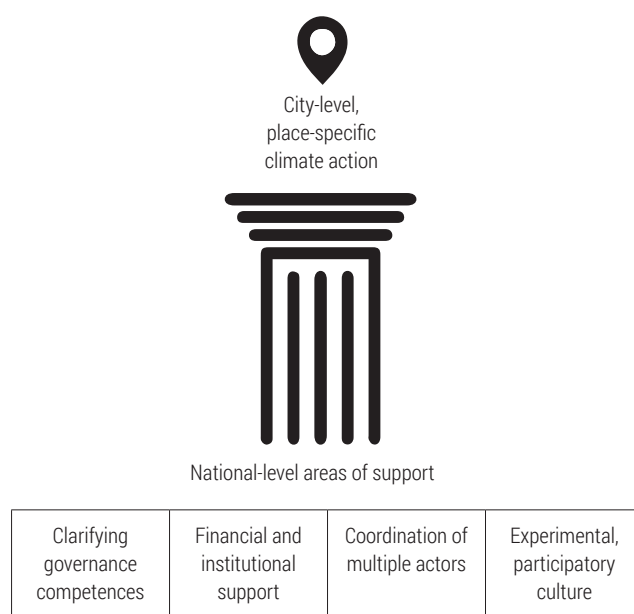 City-level,
place-specific
climate action
National-level areas of support
Clarifying
governance
competences
Financial and
institutional
support
Coordination of
multiple actors
Experimental,
participatory
culture